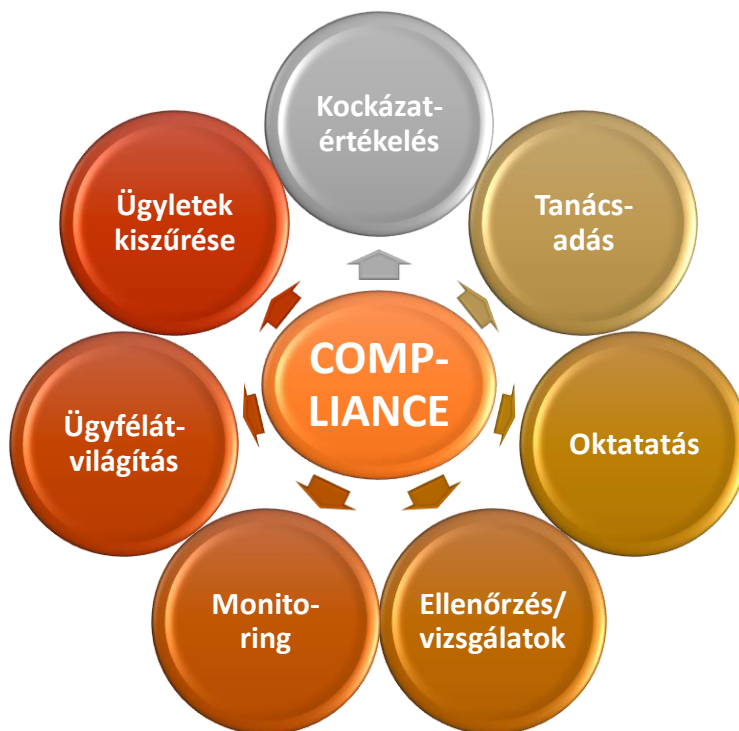 Kockázat-
értékelés
Tanács-
adás
Oktatatás
Ellenőrzés/
vizsgálatok
Monito-
ring
Ügyfélát-
világítás
Ügyletek
kiszűrése
COMP-
LIANCE